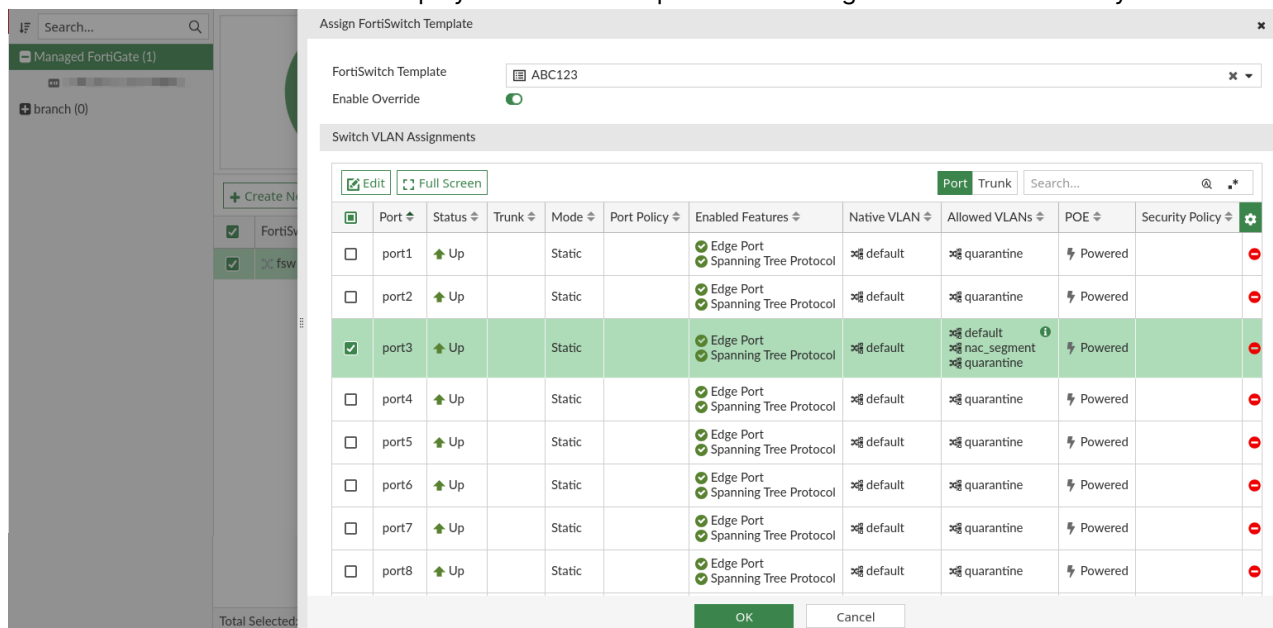 Assign FortiSwitch Template
Search...
Managed FortiGate (1)
branch (0)
FortiSwitch Template ABC123
Enable Override
Switch VLAN Assignments
Edit Full Screen Port Trunk Search...
Port Status Trunk Mode Port Policy Enabled Features Native VLAN Allowed VLANs POE Security Policy
port1 Up Static Edge Port default quarantine Powered
Spanning Tree Protocol
port2 Up Static Edge Port default quarantine Powered
Spanning Tree Protocol
port3 Up Static Edge Port default default Powered
Spanning Tree Protocol nac_segment
quarantine
port4 Up Static Edge Port default quarantine Powered
Spanning Tree Protocol
port5 Up Static Edge Port default quarantine Powered
Spanning Tree Protocol
port6 Up Static Edge Port default quarantine Powered
Spanning Tree Protocol
port7 Up Static Edge Port default quarantine Powered
Spanning Tree Protocol
port8 Up Static Edge Port default quarantine Powered
Spanning Tree Protocol
OK Cancel
+ Create Ne
FortiSw
fsw
Total Selected: